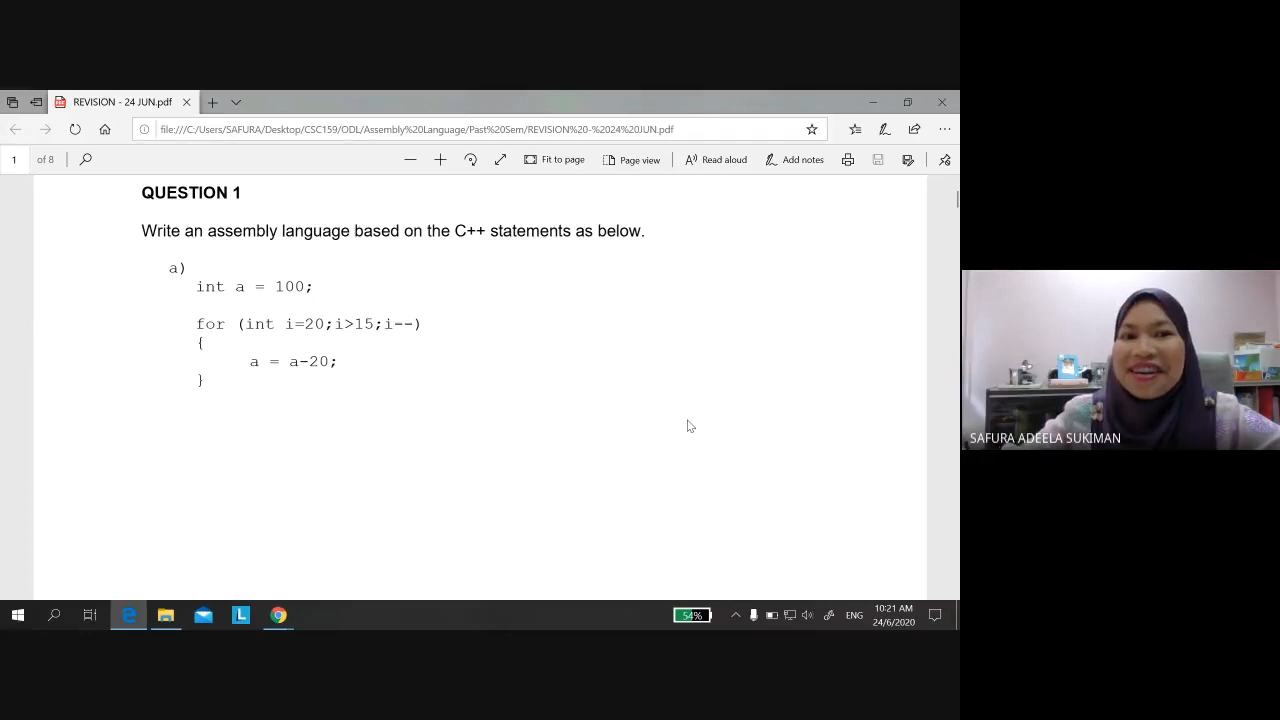 REVISION - 24 JUN.pdf
file:///C:/Users/SAFURA/Desktop/CSC159/ODL/Assembly%20Language/Past%20Sem/REVISION%20-%2024%20JUN.pdf
1 of 8 Fit to page Page view Read aloud Add notes
QUESTION 1
Write an assembly language based on the C++ statements as below.
a)
int a = 100;
for (int i=20;i>15;i--)
{
a = a-20;
}
SAFURA ADEELA SUKIMAN
54% ENG 10:21 AM
24/6/2020